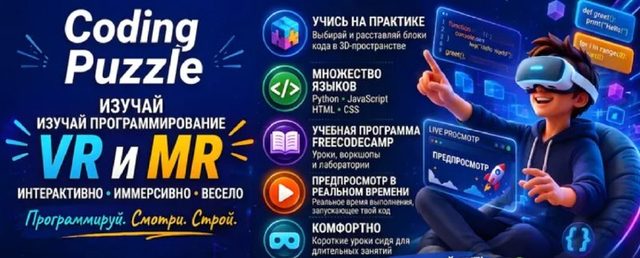 Coding
Puzzle
ИЗУЧАЙ
ИЗУЧАЙ ПРОГРАММИРОВАНИЕ
VR и MR
ИНТЕРАКТИВНО • ИММЕРСИВНО • ВЕСЕЛО
Программируй. Смотри. Строй.
УЧИСЬ НА ПРАКТИКЕ
Выбирай и расставляй блоки
кода в 3D-пространстве
</>
МНОЖЕСТВО
ЯЗЫКОВ
Python • JavaScript
HTML • CSS
УЧЕБНАЯ ПРОГРАММА
FREECODECAMP
Уроки, воркшопы
и лаборатории
ПРЕДПРОСМОТР В
РЕАЛЬНОМ ВРЕМЕНИ
Реальное время выполнения,
запускающее твой код
КОМФОРТНО
Короткие уроки сидя для
длительных занятий
def greet():
print("Hello!")
LIVE ПРОСМОТР
ПРЕДПРОСМОТР
{ }